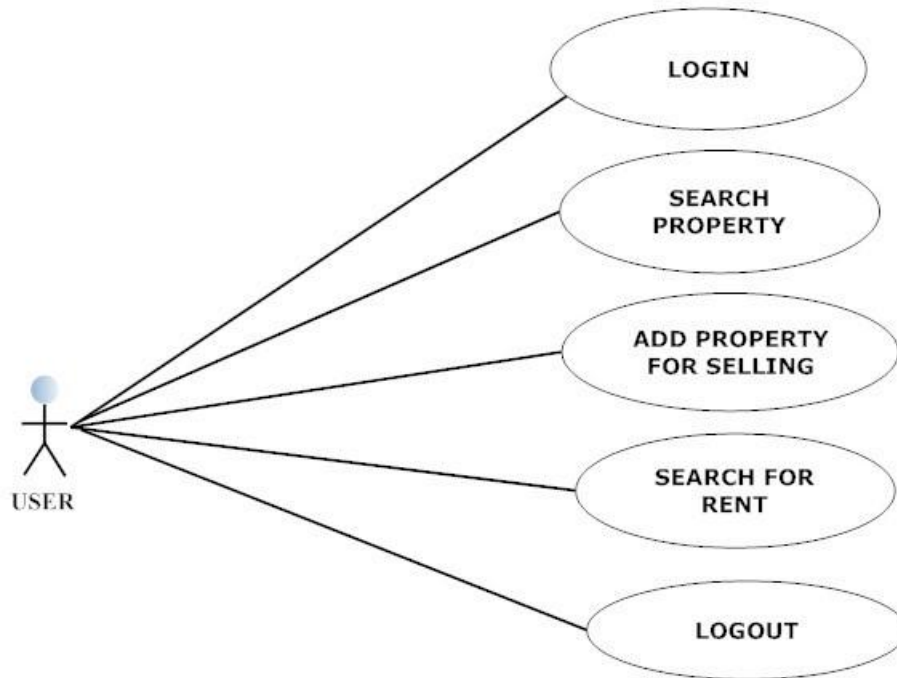 LOGIN
SEARCH
PROPERTY
ADD PROPERTY
FOR SELLING
SEARCH FOR
RENT
USER
LOGOUT